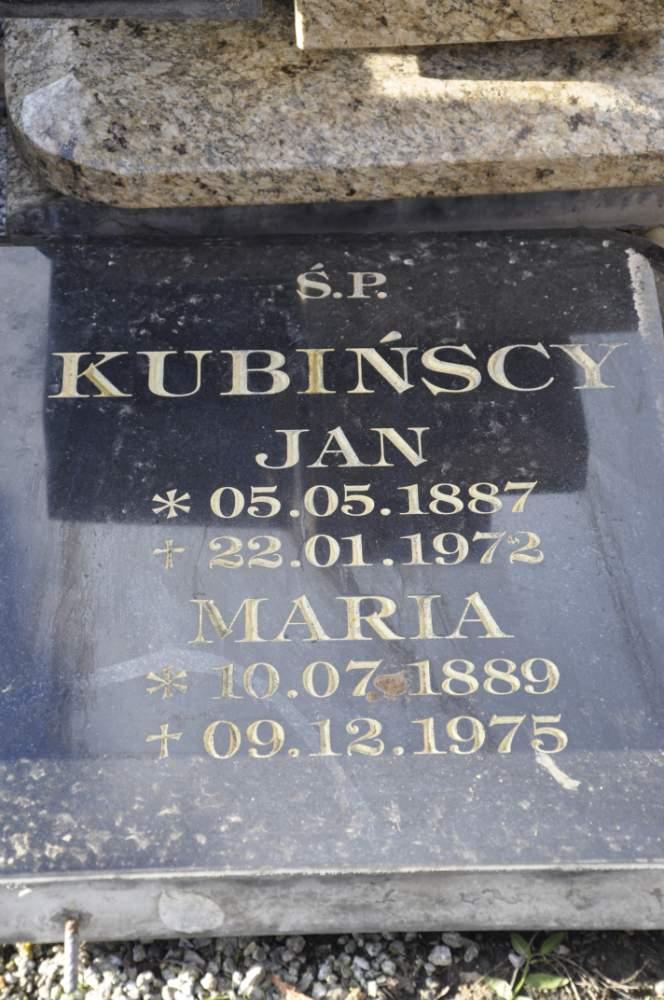 Ś.P.
KUBIŃSCY
JAN
* 05.05.1887
+ 22.01.1972
MARIA
* 10.07.1889
+ 09.12.1975